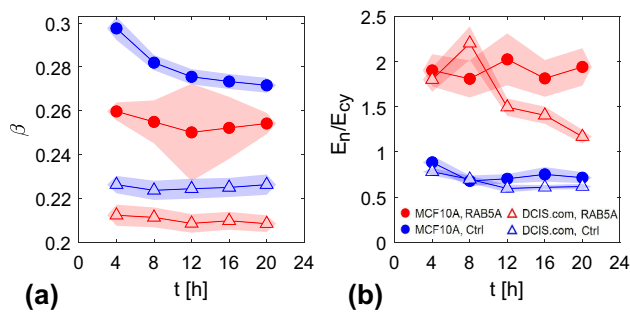 0.3
0.28
0.26
0.24
0.22
0.2
β
0 4 8 12 16 20 24
t [h]
(a)
2.5
2
1.5
1
0.5
0
En/Ecy
MCF10A, RAB5A
DCIS.com, RAB5A
MCF10A, Ctrl
DCIS.com, Ctrl
0 4 8 12 16 20 24
t [h]
(b)